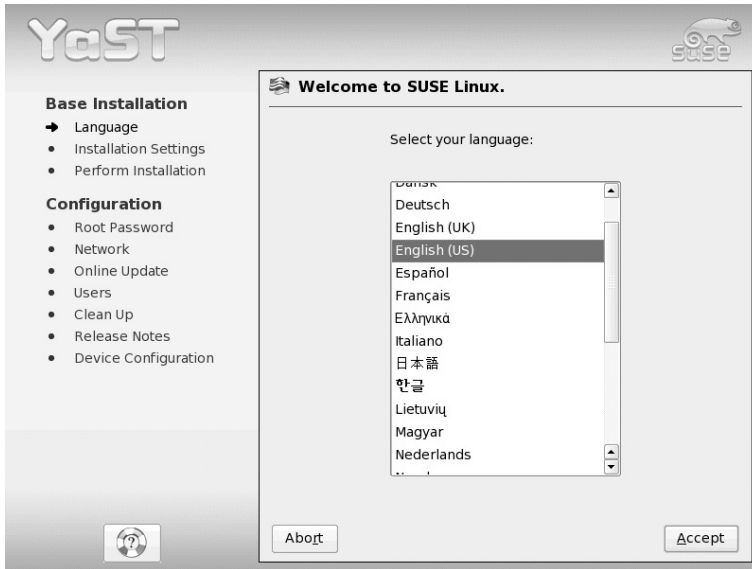 YaST
SUSE
Base Installation
Language
Installation Settings
Perform Installation
Configuration
Root Password
Network
Online Update
Users
Clean Up
Release Notes
Device Configuration
Welcome to SUSE Linux.
Select your language:
Dansk
Deutsch
English (UK)
English (US)
Español
Français
Ελληνικά
Italiano
日本語
한글
Lietuvių
Magyar
Nederlands
Abort
Accept